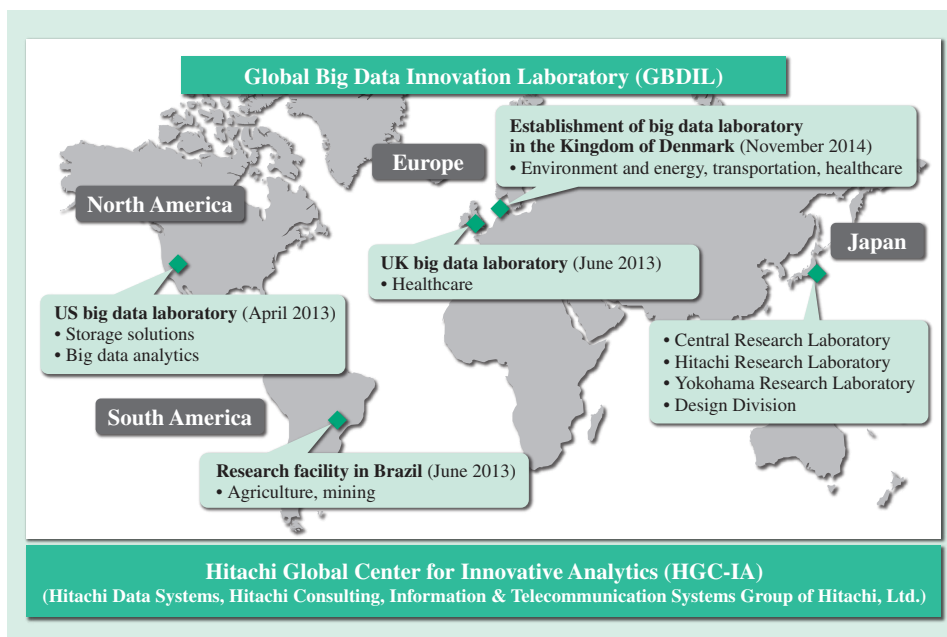 Global Big Data Innovation Laboratory (GBDIL)
Establishment of big data laboratory
in the Kingdom of Denmark (November 2014)
• Environment and energy, transportation, healthcare
Europe
North America
Japan
UK big data laboratory (June 2013)
• Healthcare
US big data laboratory (April 2013)
• Storage solutions
• Big data analytics
• Central Research Laboratory
• Hitachi Research Laboratory
• Yokohama Research Laboratory
• Design Division
South America
Research facility in Brazil (June 2013)
• Agriculture, mining
Hitachi Global Center for Innovative Analytics (HGC-IA)
(Hitachi Data Systems, Hitachi Consulting, Information & Telecommunication Systems Group of Hitachi, Ltd.)